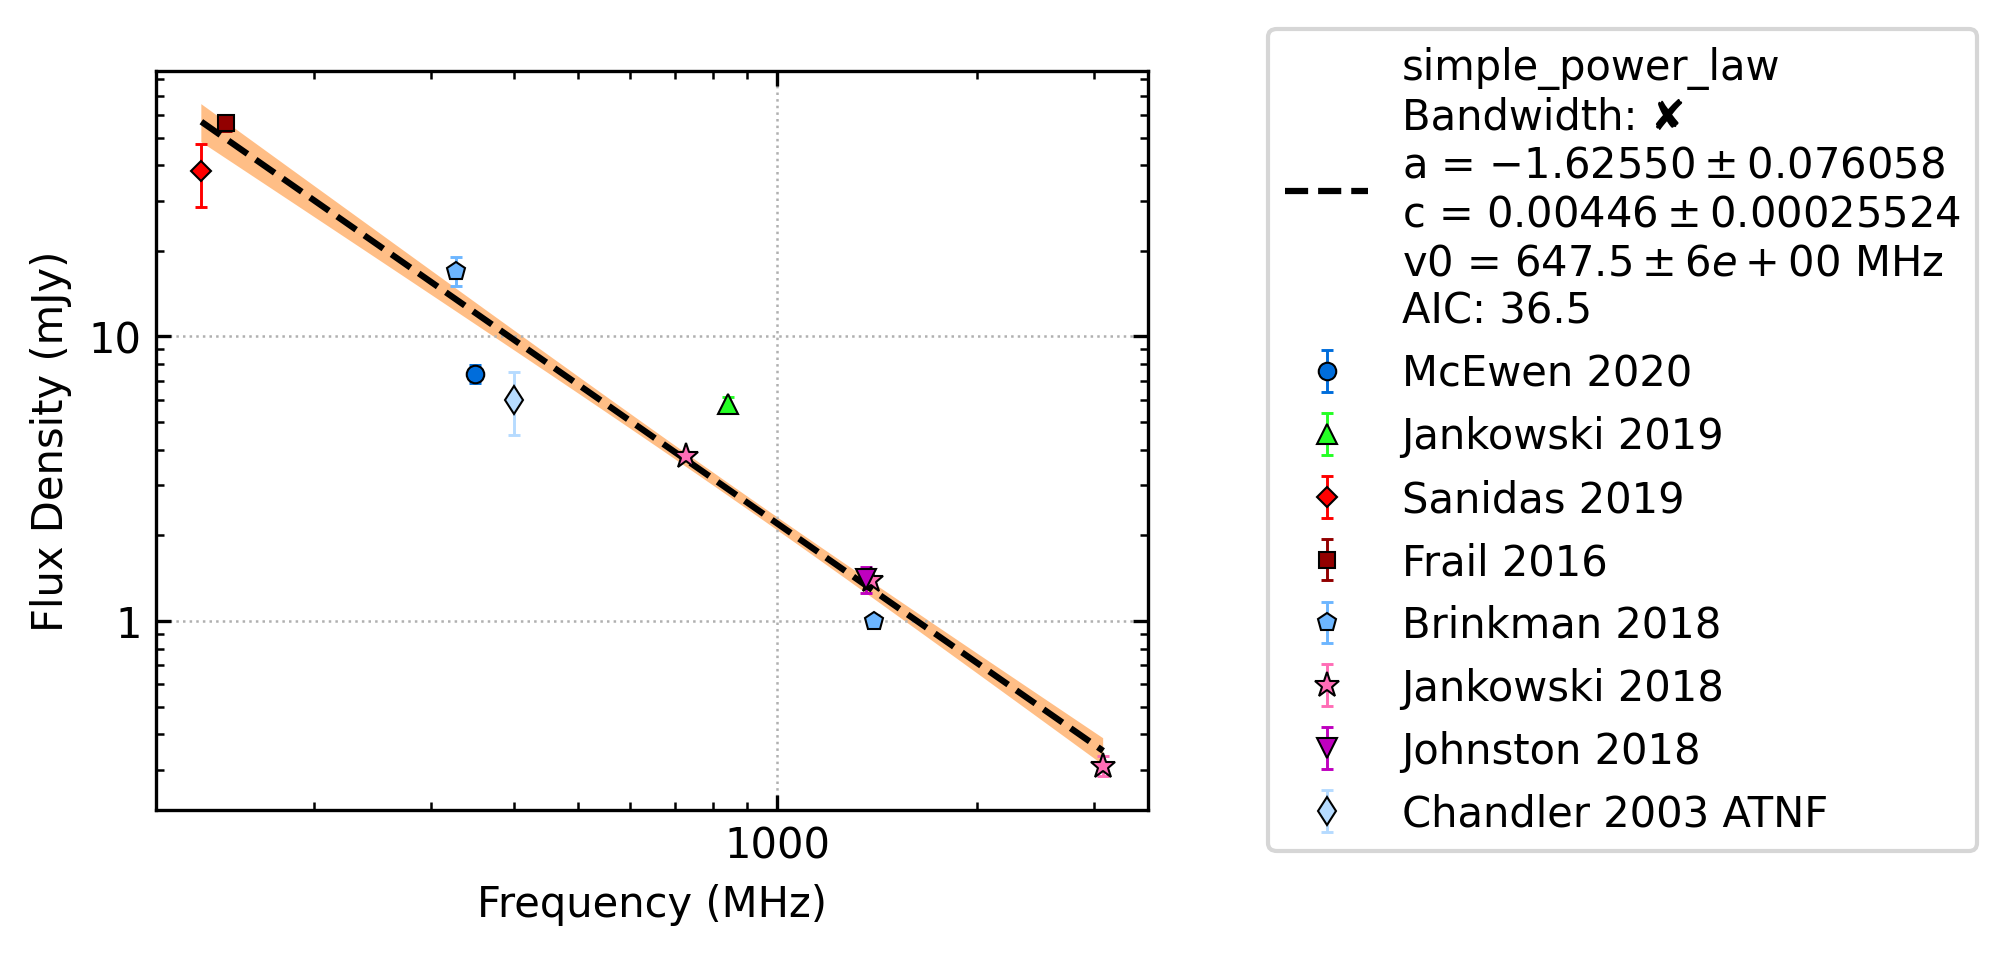 Flux Density (mJy)
10
1
1000
Frequency (MHz)
simple_power_law
Bandwidth: ✘
a = −1.62550 ± 0.076058
c = 0.00446 ± 0.00025524
v0 = 647.5 ± 6e + 00 MHz
AIC: 36.5
McEwen 2020
Jankowski 2019
Sanidas 2019
Frail 2016
Brinkman 2018
Jankowski 2018
Johnston 2018
Chandler 2003 ATNF